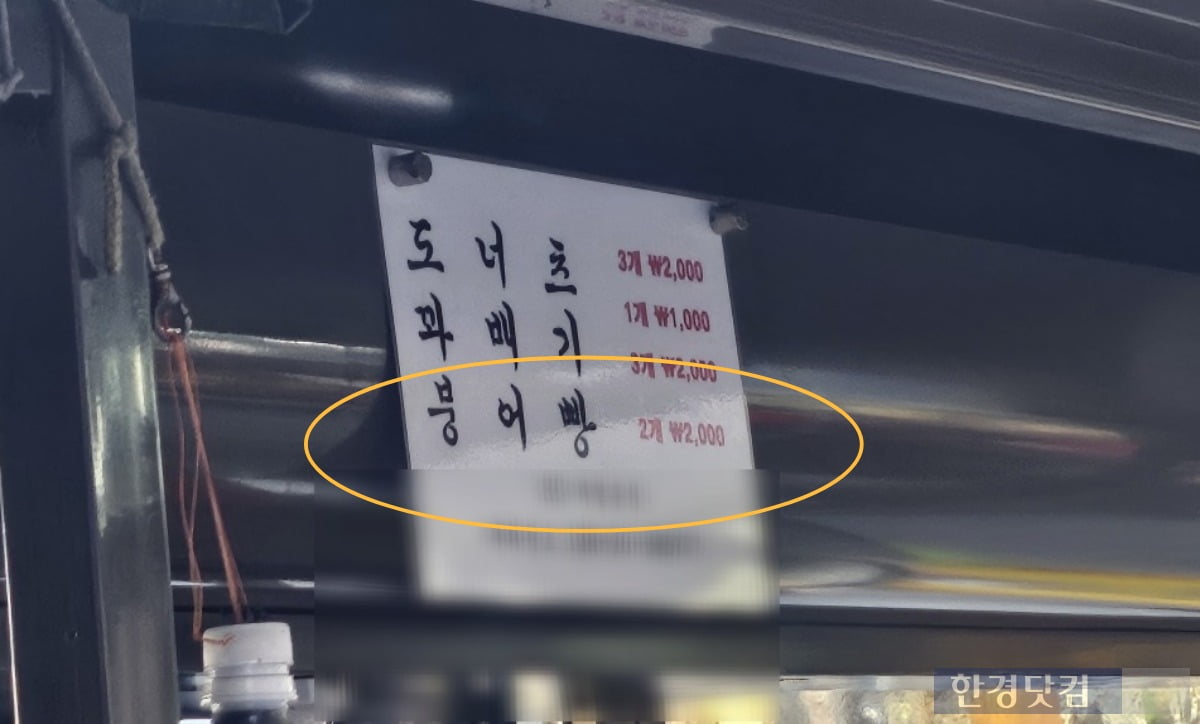 도너츠 3개 ₩2,000
꽈배기 1개 ₩1,000
3개 ₩2,000
붕어빵 2개 ₩2,000
한경닷컴